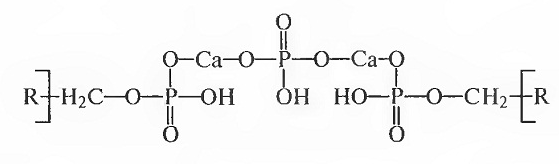 O
O—Ca—O—P—O—Ca—O
R—H₂C—O—P—OH OH HO—P—O—CH₂—R
O O